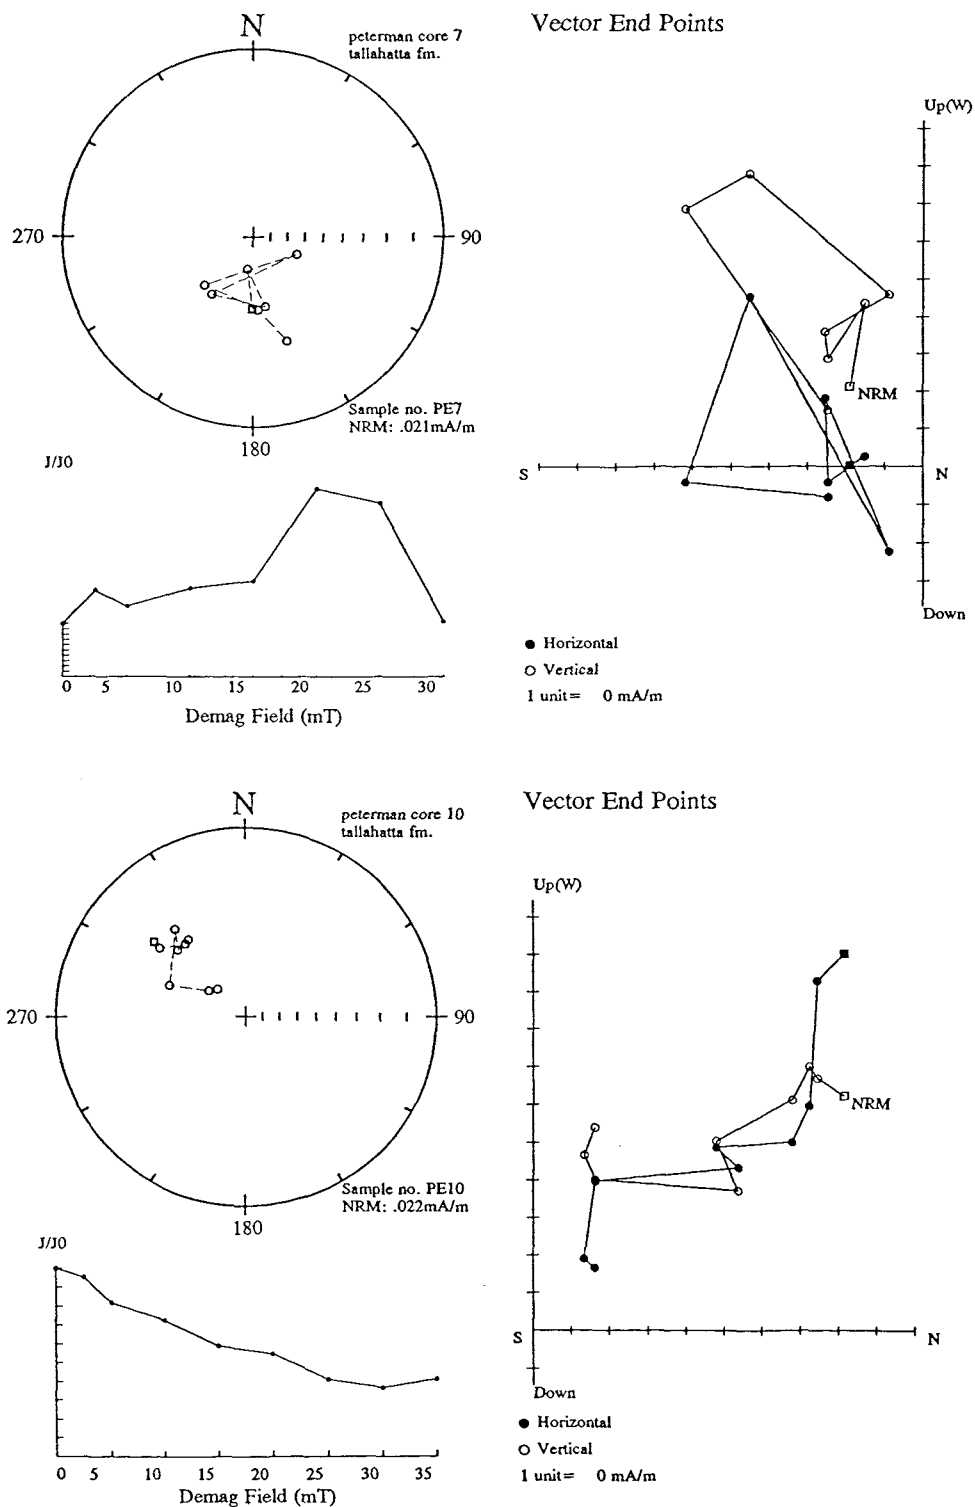 N
peterman core 7
tallahatta fm.
270
90
Sample no. PE7
NRM: .021mA/m
180
Vector End Points
Up(W)
NRM
S
N
Down
● Horizontal
○ Vertical
1 unit= 0 mA/m
J/J0
0 5 10 15 20 25 30
Demag Field (mT)
N
peterman core 10
tallahatta fm.
270
90
Sample no. PE10
NRM: .022mA/m
180
Vector End Points
Up(W)
NRM
S
N
Down
● Horizontal
○ Vertical
1 unit= 0 mA/m
J/J0
0 5 10 15 20 25 30 35
Demag Field (mT)